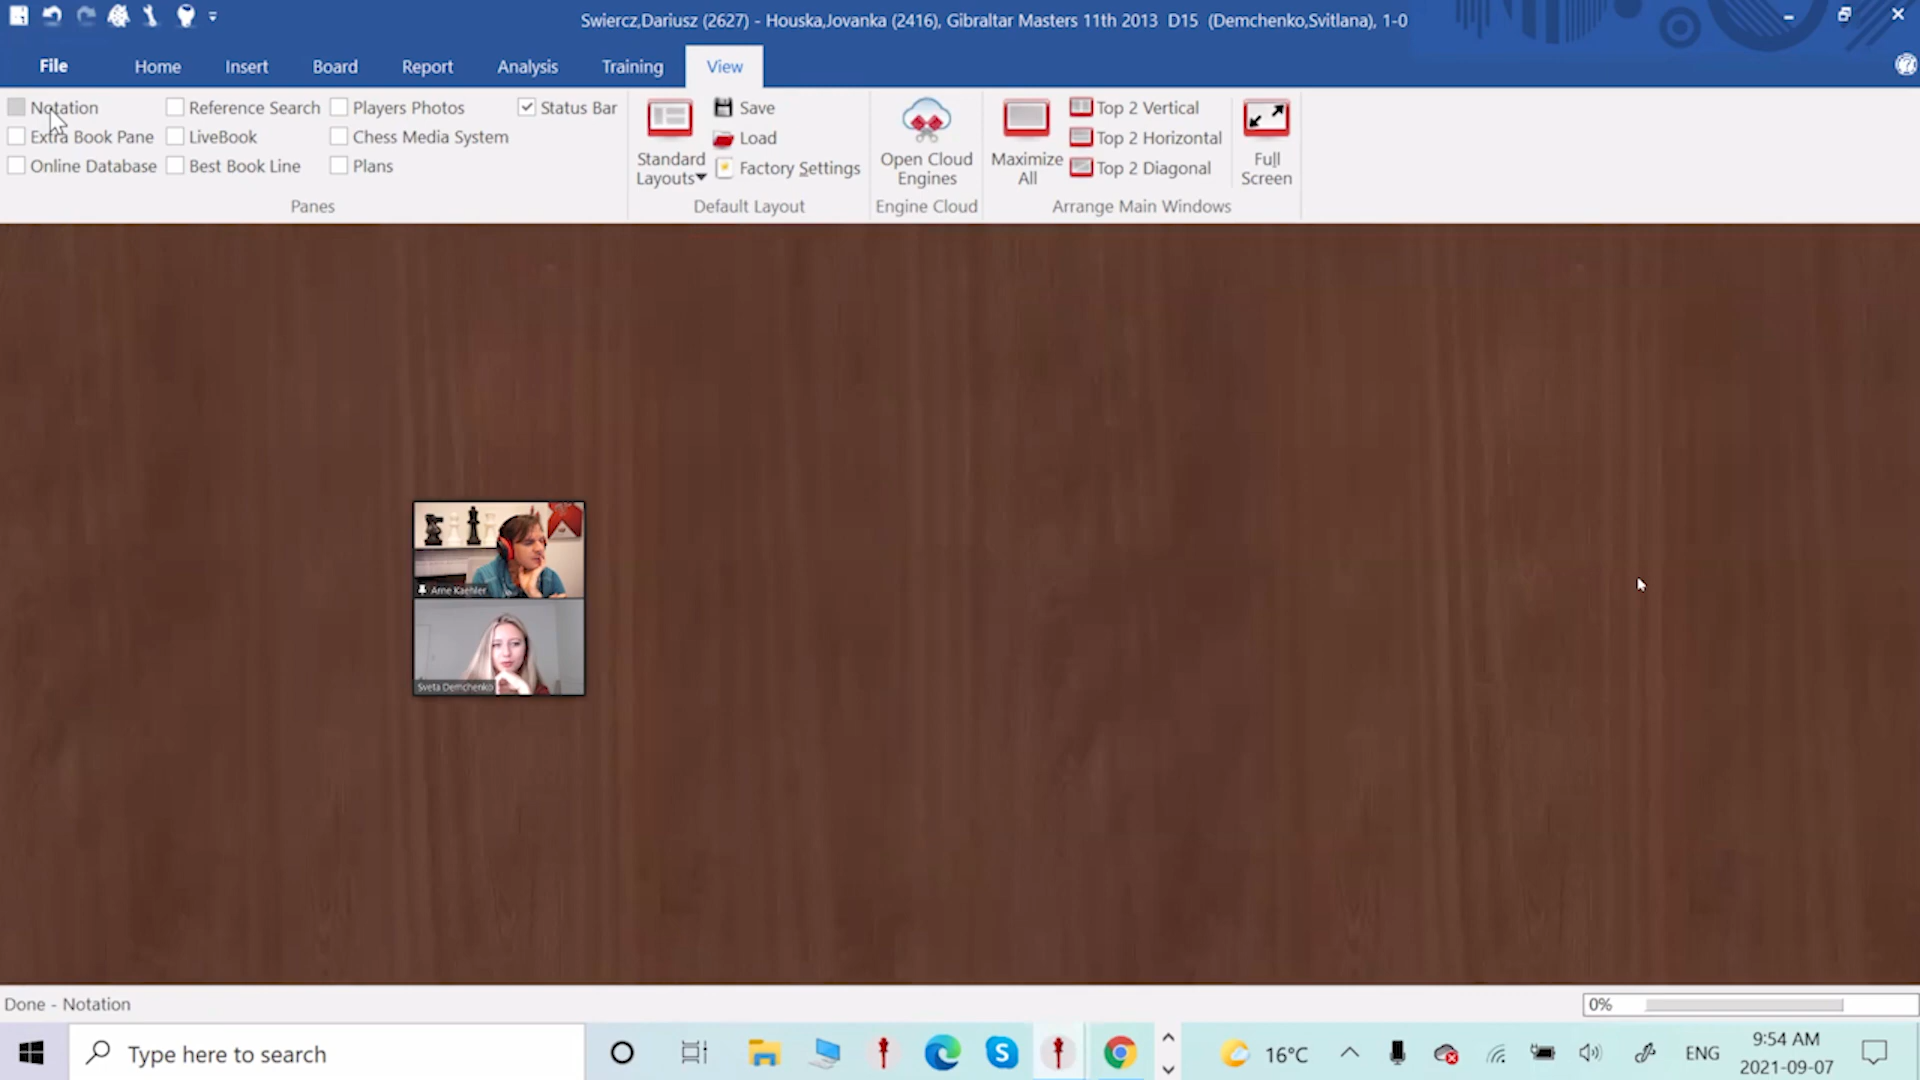 Swiercz,Dariusz (2627) - Houska,Jovanka (2416), Gibraltar Masters 11th 2013  D15  (Demchenko,Svitlana), 1-0
File Home Insert Board Report Analysis Training View
Notation Reference Search Players Photos Status Bar
Extra Book Pane LiveBook Chess Media System
Online Database Best Book Line Plans
Panes
Standard
Layouts
Save
Load
Factory Settings
Default Layout
Open Cloud
Engines
Engine Cloud
Maximize
All
Top 2 Vertical
Top 2 Horizontal
Top 2 Diagonal
Full
Screen
Arrange Main Windows
Arne Kaehler
Sveta Demchenko
Done - Notation
0%
Type here to search
16°C
ENG
9:54 AM
2021-09-07